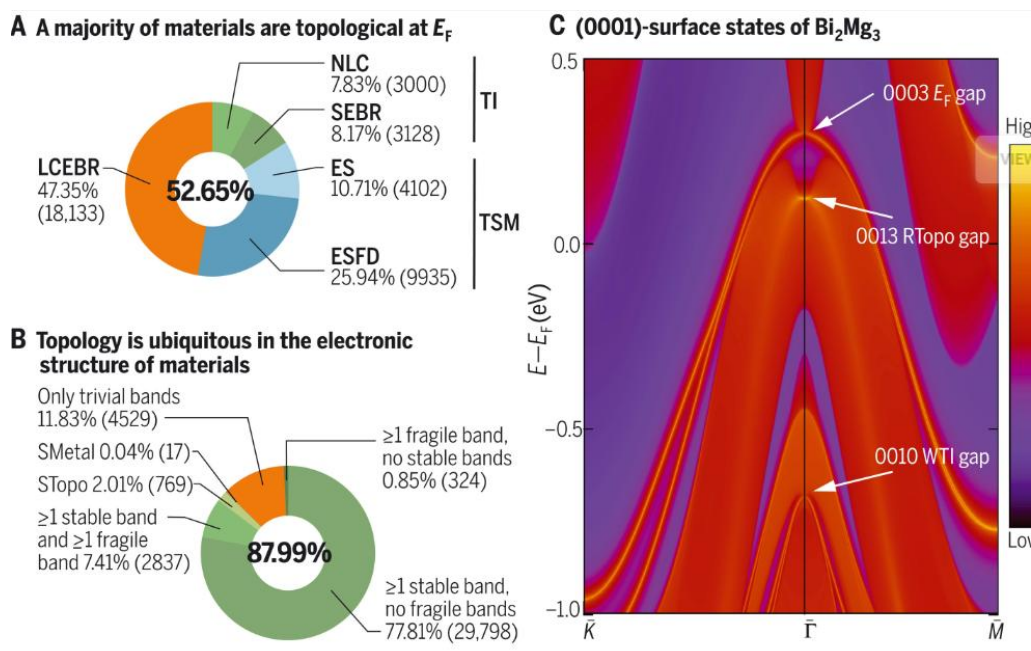 A A majority of materials are topological at E_F
NLC
7.83% (3000)
SEBR
8.17% (3128)
TI
LCEBR
47.35%
(18,133)
52.65%
ES
10.71% (4102)
TSM
ESFD
25.94% (9935)
B Topology is ubiquitous in the electronic
structure of materials
Only trivial bands
11.83% (4529)
SMetal 0.04% (17)
STopo 2.01% (769)
≥1 stable band
and ≥1 fragile
band 7.41% (2837)
≥1 fragile band,
no stable bands
0.85% (324)
87.99%
≥1 stable band,
no fragile bands
77.81% (29,798)
C (0001)-surface states of Bi₂Mg₃
0.5
0003 E_F gap
Hig
VIEW
0.0
0013 RTopo gap
E—E_F (eV)
−0.5
0010 WTI gap
Low
−1.0
K̄
Γ̄
M̄